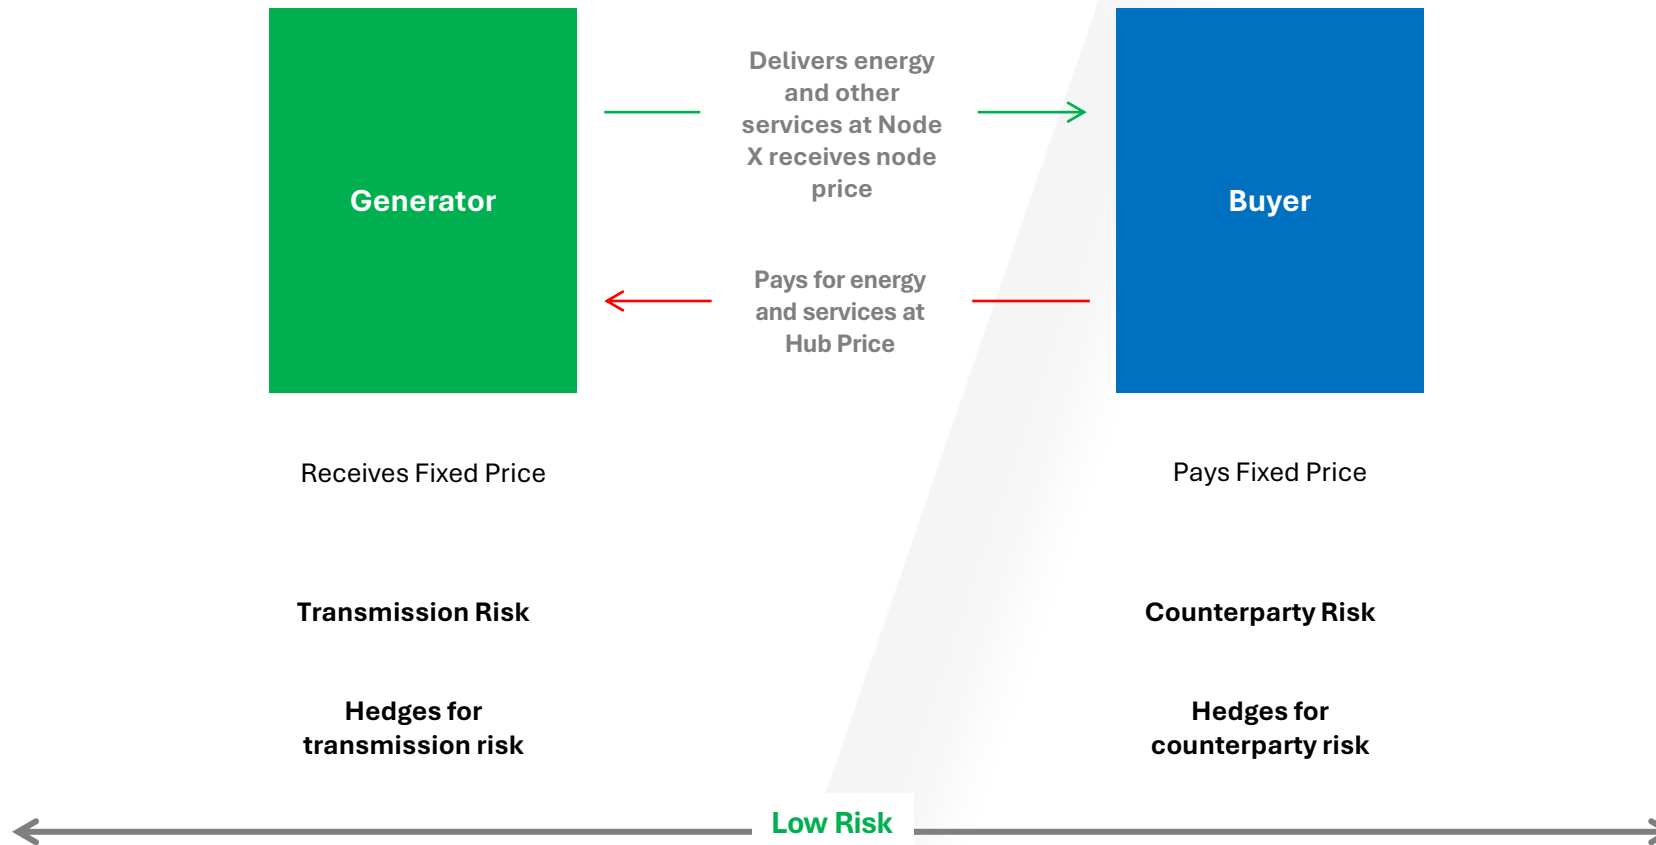 Generator
Delivers energy
and other
services at Node
X receives node
price
Pays for energy
and services at
Hub Price
Buyer
Receives Fixed Price
Pays Fixed Price
Transmission Risk
Counterparty Risk
Hedges for
transmission risk
Hedges for
counterparty risk
Low Risk